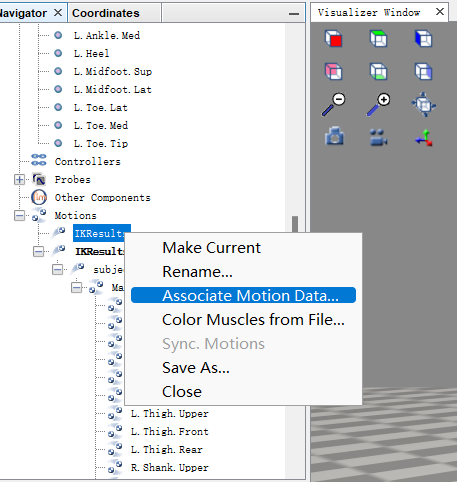 Navigator × Coordinates
Visualizer Window ×
L.Ankle.Med
L.Heel
L.Midfoot.Sup
L.Midfoot.Lat
L.Toe.Lat
L.Toe.Med
L.Toe.Tip
Controllers
Probes
Other Components
Motions
IKResults
IKResults
subje
Ma
Make Current
Rename...
Associate Motion Data...
Color Muscles from File...
Sync. Motions
Save As...
Close
L.Thigh.Upper
L.Thigh.Front
L.Thigh.Rear
R.Shank.Upper